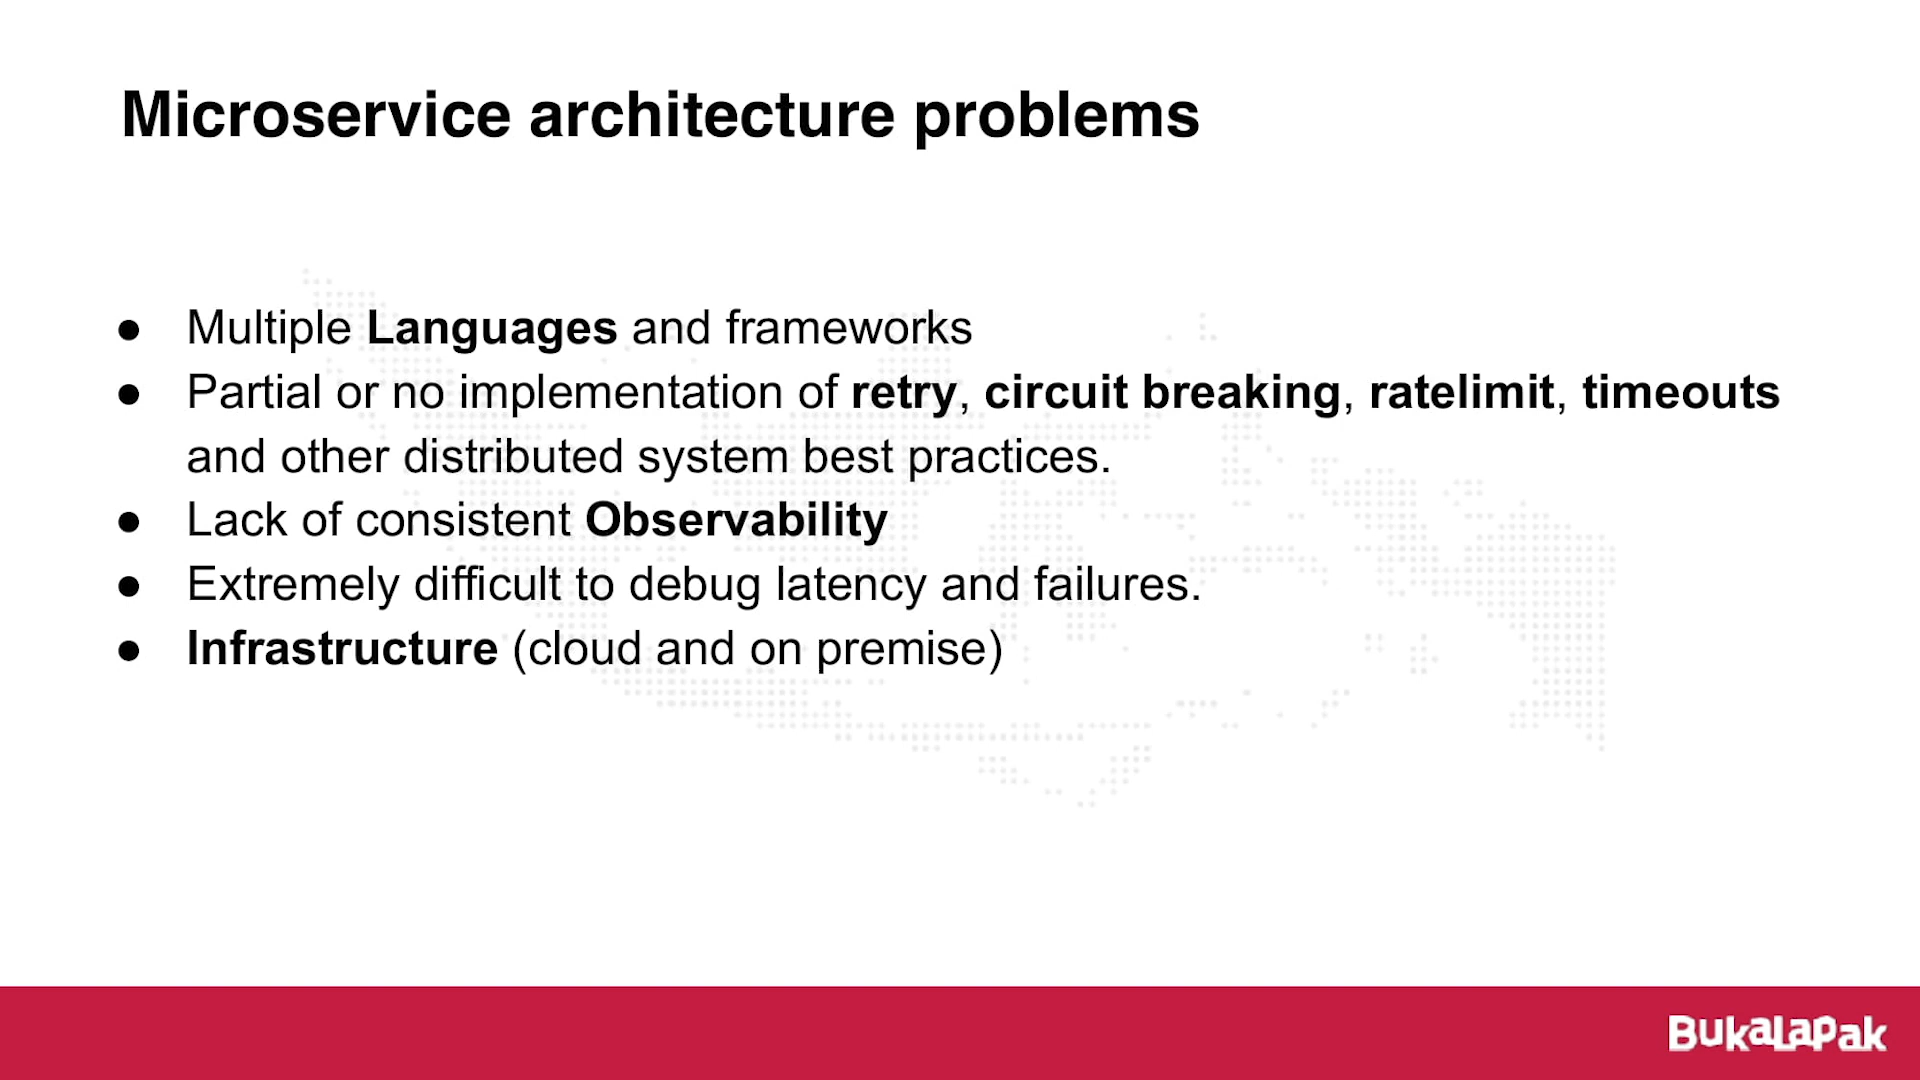 Microservice architecture problems
● Multiple Languages and frameworks
● Partial or no implementation of retry, circuit breaking, ratelimit, timeouts
and other distributed system best practices.
● Lack of consistent Observability
● Extremely difficult to debug latency and failures.
● Infrastructure (cloud and on premise)
BukaLaPak